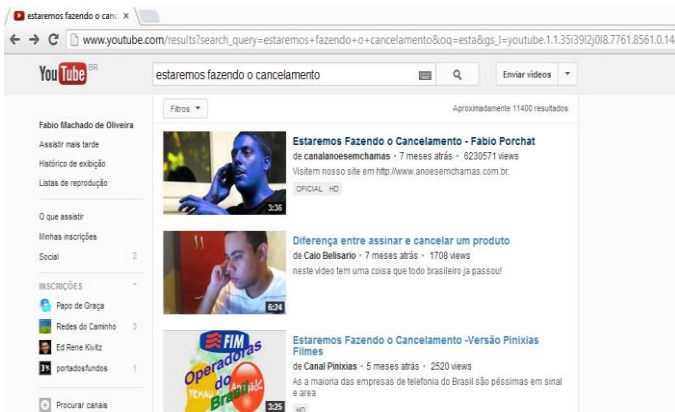 estaremos fazendo o canc
www.youtube.com/results?search_query=estaremos+fazendo+o+cancelamento&oq=esta&gs_l=youtube.1.1.35i39l2j0l8.7761.8561.0.14
YouTube BR
estaremos fazendo o cancelamento
Enviar vídeos
Filtros
Aproximadamente 11400 resultados
Fabio Machado de Oliveira
Assistir mais tarde
Histórico de exibição
Listas de reprodução
O que assistir
Minhas inscrições
Social 2
INSCRIÇÕES
Papo de Graça
Redes do Caminho 3
Ed Rene Kivitz
portadosfundos 1
Procurar canais
3:36
Estaremos Fazendo o Cancelamento - Fabio Porchat
de canalanoesemchamas • 7 meses atrás • 6230571 views
Visitem nosso site em http://www.anoesemchamas.com.br.
OFICIAL HD
6:24
Diferença entre assinar e cancelar um produto
de Caio Belisario • 7 meses atrás • 1708 views
neste video tem uma coisa que todo brasileiro ja passou!
FIM
Operadoras
do
Brasil
TCHAU
3:25
Estaremos Fazendo o Cancelamento -Versão Pinixias
Filmes
de Canal Pinixias • 5 meses atrás • 2520 views
As a maioria das empresas de telefonia do Brasil são péssimas em sinal
e area
HD